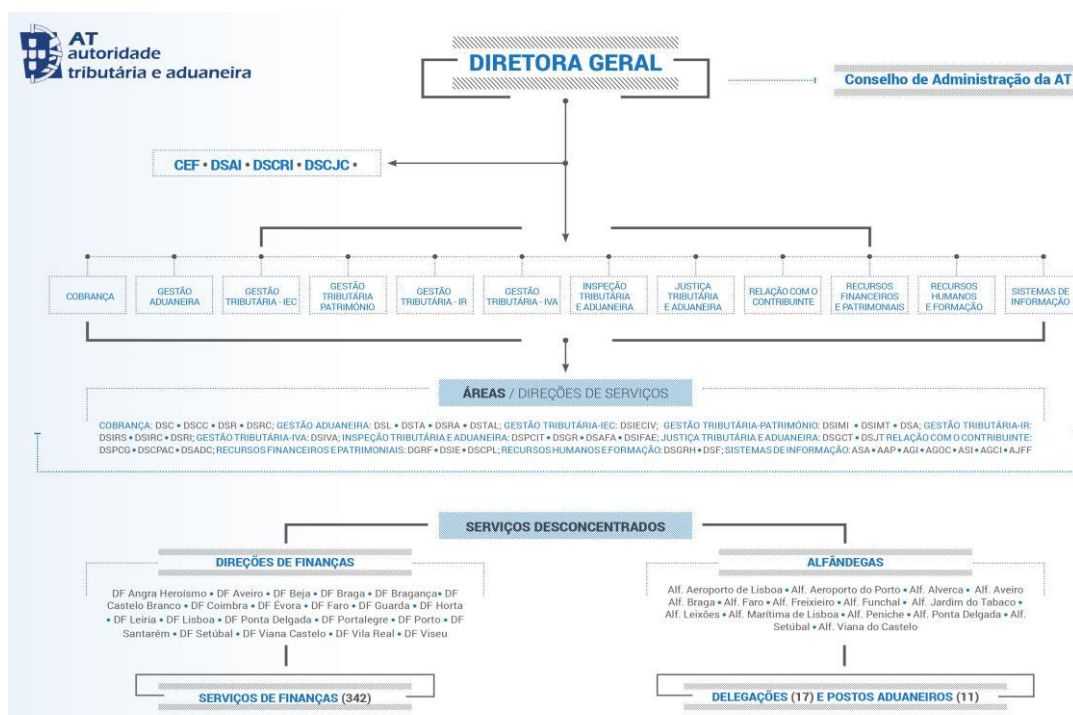 AT
autoridade
tributária e aduaneira
DIRETORA GERAL
Conselho de Administração da AT
CEF • DSAI • DSCRI • DSCJC •
COBRANÇA
GESTÃO
ADUANEIRA
GESTÃO
TRIBUTÁRIA - IEC
GESTÃO
TRIBUTÁRIA
PATRIMÓNIO
GESTÃO
TRIBUTÁRIA - IR
GESTÃO
TRIBUTÁRIA - IVA
INSPEÇÃO
TRIBUTÁRIA
E ADUANEIRA
JUSTIÇA
TRIBUTÁRIA
E ADUANEIRA
RELAÇÃO COM O
CONTRIBUINTE
RECURSOS
FINANCEIROS
E PATRIMONIAIS
RECURSOS
HUMANOS
E FORMAÇÃO
SISTEMAS DE
INFORMAÇÃO
ÁREAS / DIREÇÕES DE SERVIÇOS
COBRANÇA: DSC • DSCC • DSR • DSRC; GESTÃO ADUANEIRA: DSL • DSTA • DSRA • DSTAL; GESTÃO TRIBUTÁRIA-IEC: DSIECIV; GESTÃO TRIBUTÁRIA-PATRIMÓNIO: DSIMI • DSIMT • DSA; GESTÃO TRIBUTÁRIA-IR:
DSIRS • DSIRC • DSRI; GESTÃO TRIBUTÁRIA-IVA: DSIVA; INSPEÇÃO TRIBUTÁRIA E ADUANEIRA: DSPCIT • DSGR • DSAFA • DSIFAE; JUSTIÇA TRIBUTÁRIA E ADUANEIRA: DSGCT • DSJT RELAÇÃO COM O CONTRIBUINTE:
DSPCG • DSCPAC • DSADC; RECURSOS FINANCEIROS E PATRIMONIAIS: DGRF • DSIE • DSCPL; RECURSOS HUMANOS E FORMAÇÃO: DSGRH • DSF; SISTEMAS DE INFORMAÇÃO: ASA • AAP • AGI • AGOC • ASI • AGCI • AJFF
SERVIÇOS DESCONCENTRADOS
DIREÇÕES DE FINANÇAS
DF Angra Heroísmo • DF Aveiro • DF Beja • DF Braga • DF Bragança • DF
Castelo Branco • DF Coimbra • DF Évora • DF Faro • DF Guarda • DF Horta
• DF Leiria • DF Lisboa • DF Ponta Delgada • DF Portalegre • DF Porto • DF
Santarém • DF Setúbal • DF Viana Castelo • DF Vila Real • DF Viseu
SERVIÇOS DE FINANÇAS (342)
ALFÂNDEGAS
Alf. Aeroporto de Lisboa • Alf. Aeroporto do Porto • Alf. Alverca • Alf. Aveiro
Alf. Braga • Alf. Faro • Alf. Freixieiro • Alf. Funchal • Alf. Jardim do Tabaco •
Alf. Leixões • Alf. Marítima de Lisboa • Alf. Peniche • Alf. Ponta Delgada • Alf.
Setúbal • Alf. Viana do Castelo
DELEGAÇÕES (17) E POSTOS ADUANEIROS (11)